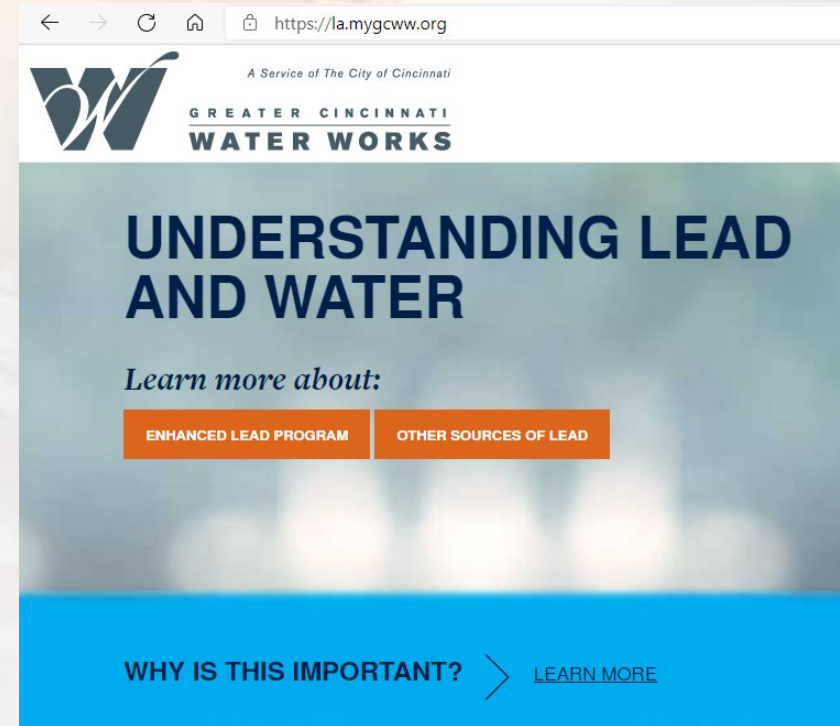 https://la.mygcww.org
A Service of The City of Cincinnati
GREATER CINCINNATI
WATER WORKS
UNDERSTANDING LEAD
AND WATER
Learn more about:
ENHANCED LEAD PROGRAM OTHER SOURCES OF LEAD
WHY IS THIS IMPORTANT? LEARN MORE